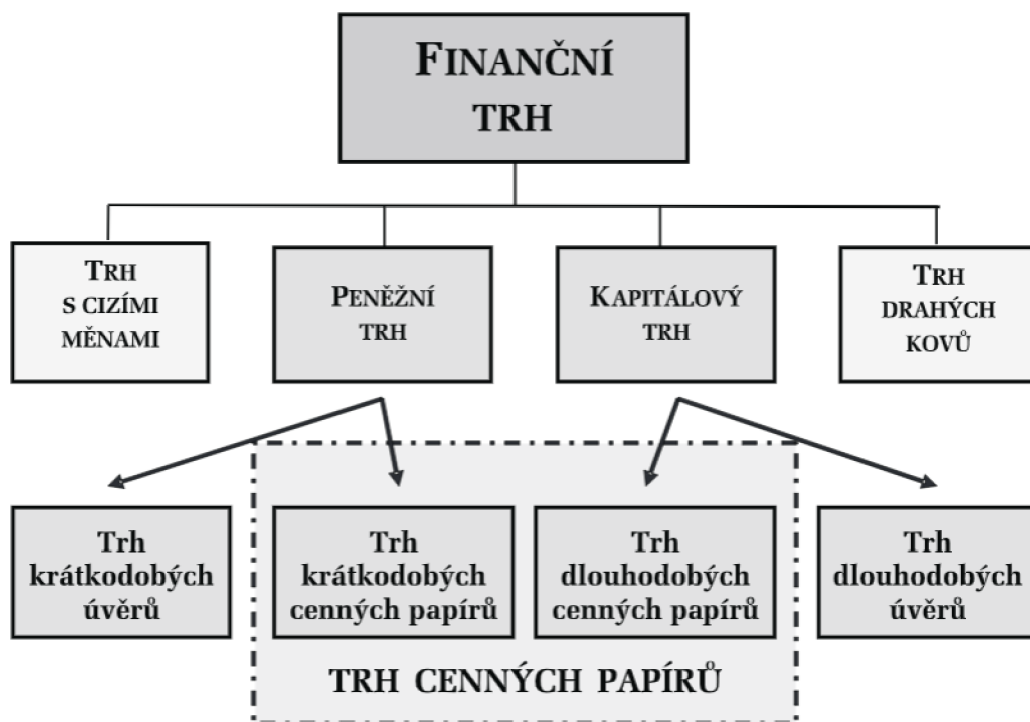 FINANČNÍ
TRH
TRH
S CIZÍMI
MĚNAMI
PENĚŽNÍ
TRH
KAPITÁLOVÝ
TRH
TRH
DRAHÝCH
KOVŮ
Trh
krátkodobých
úvěrů
Trh
krátkodobých
cenných papírů
Trh
dlouhodobých
cenných papírů
Trh
dlouhodobých
úvěrů
TRH CENNÝCH PAPÍRŮ